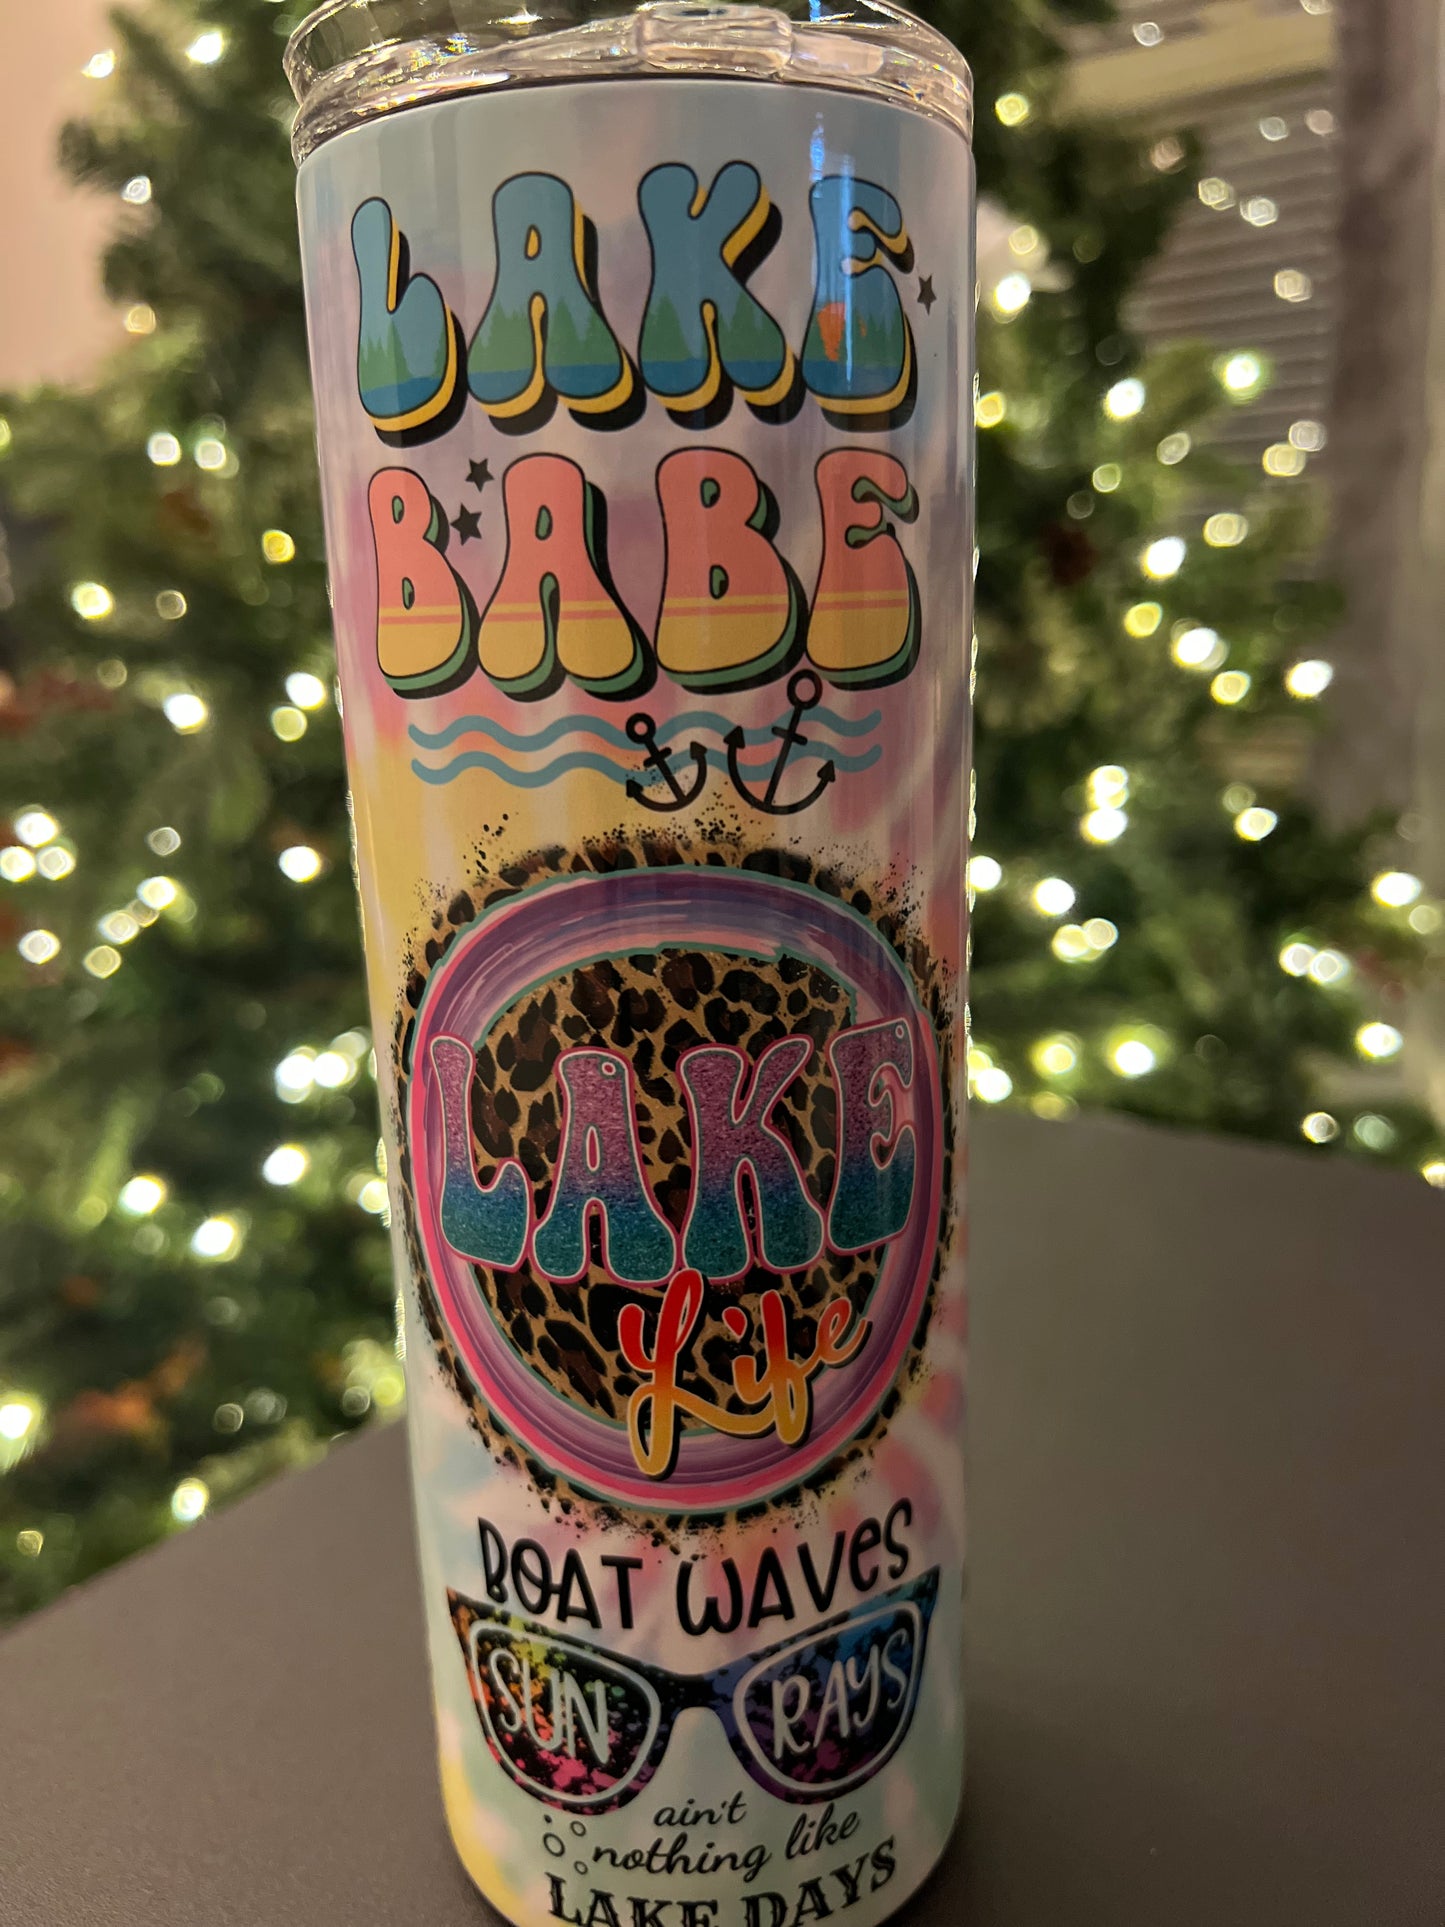 LAKE
BABE
LAKE
Life
BOAT WAVES
SUN RAYS
ain't
nothing like
LAKE DAYS